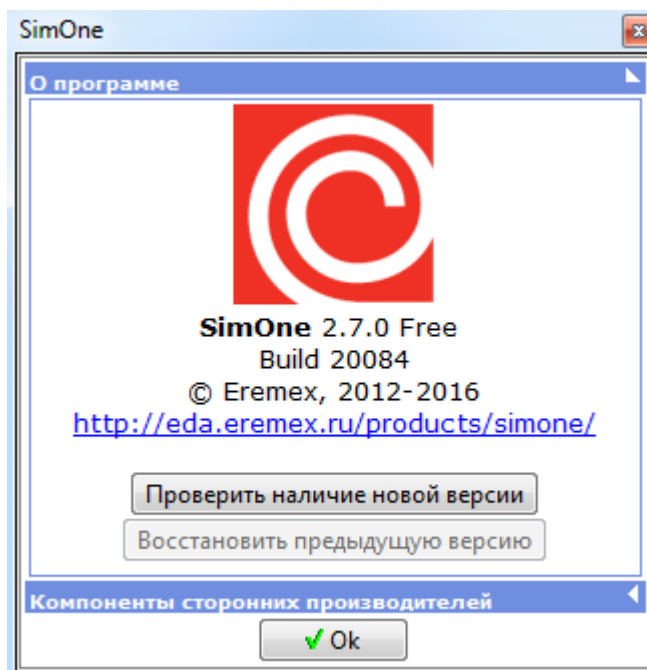 SimOne
О программе
SimOne 2.7.0 Free
Build 20084
© Eremex, 2012-2016
http://eda.eremex.ru/products/simone/
Проверить наличие новой версии
Восстановить предыдущую версию
Компоненты сторонних производителей
Ok